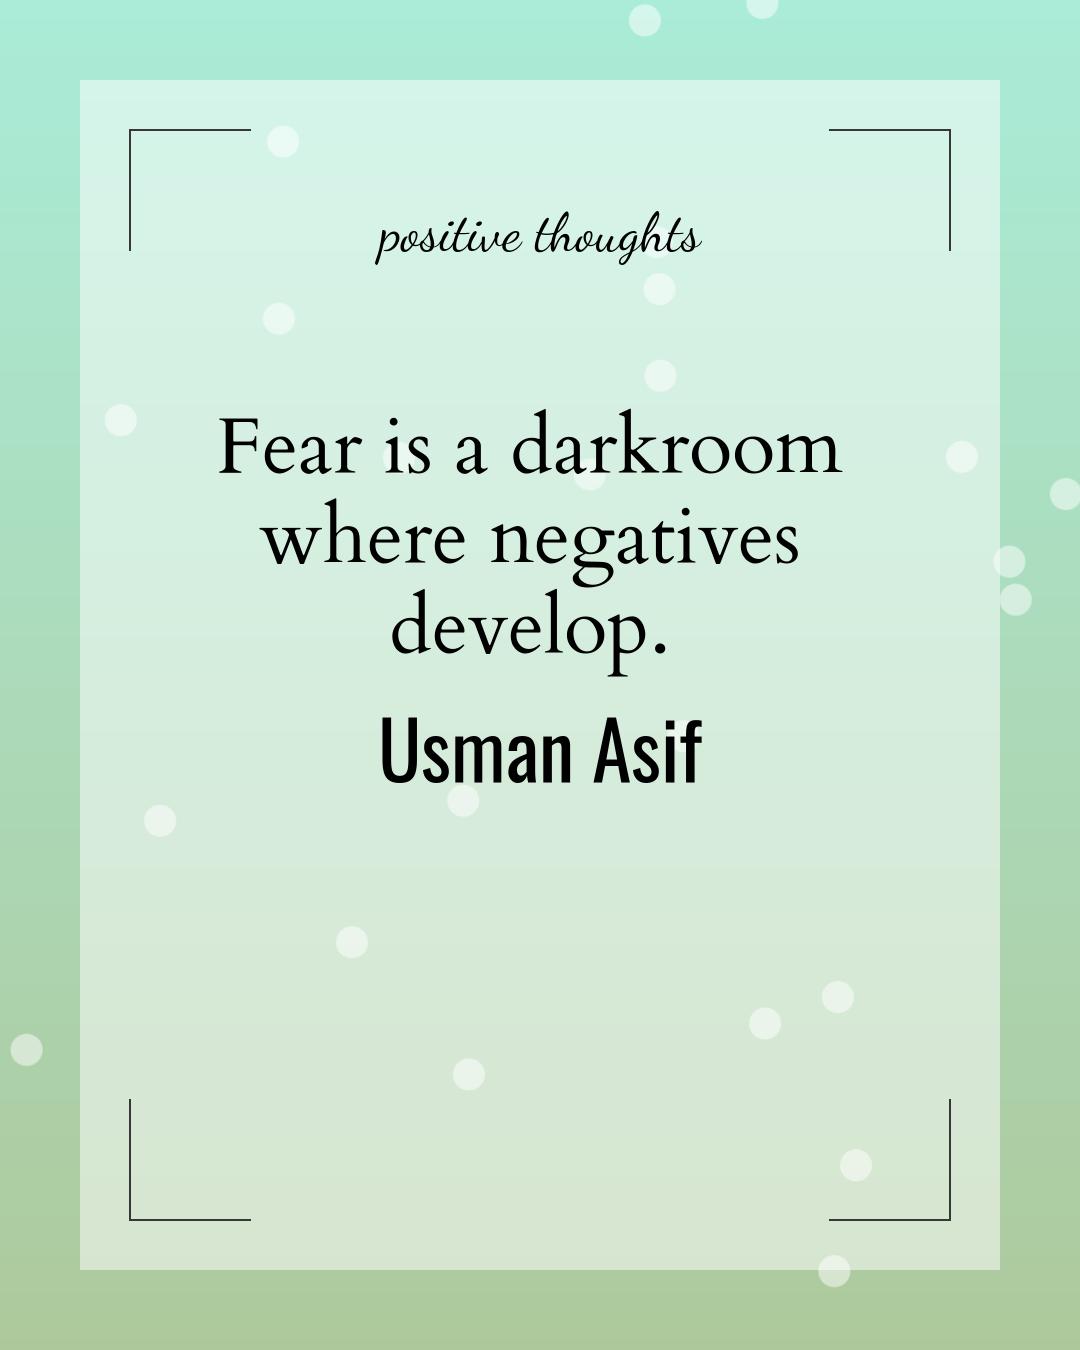 positive thoughts
Fear is a darkroom
where negatives
develop.
Usman Asif